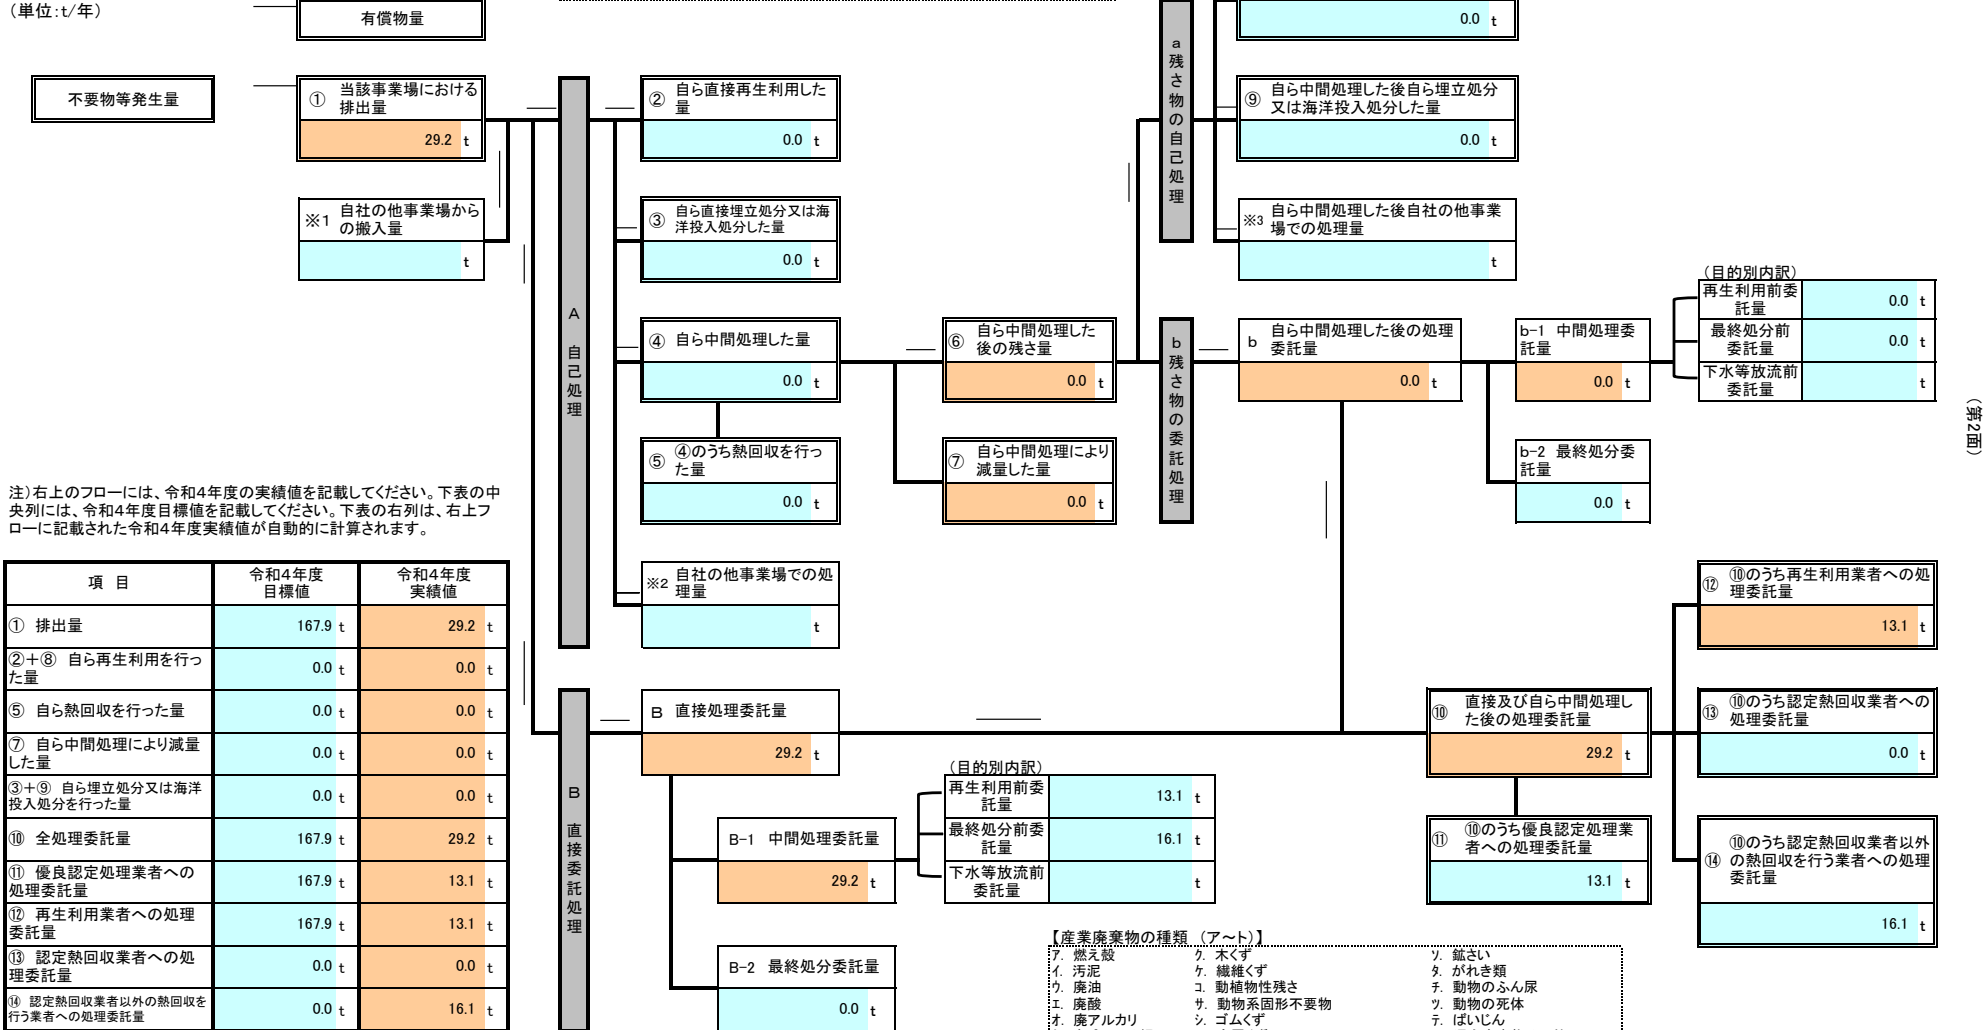 (単位:t/年)
有償物量
不要物等発生量
① 当該事業場における
排出量
29.2 t
※1 自社の他事業場から
の搬入量
t
A 自己処理
② 自ら直接再生利用した
量
0.0 t
③ 自ら直接埋立処分又は海
洋投入処分した量
0.0 t
④ 自ら中間処理した量
0.0 t
⑤ ④のうち熱回収を行っ
た量
0.0 t
※2 自社の他事業場での処
理量
t
⑥ 自ら中間処理した
後の残さ量
0.0 t
⑦ 自ら中間処理により
減量した量
0.0 t
a 残さ物の自己処理
0.0 t
⑨ 自ら中間処理した後自ら埋立処分
又は海洋投入処分した量
0.0 t
※3 自ら中間処理した後自社の他事業
場での処理量
t
b 残さ物の委託処理
b 自ら中間処理した後の処理
委託量
0.0 t
b-1 中間処理委
託量
0.0 t
b-2 最終処分委
託量
0.0 t
(目的別内訳)
再生利用前委
託量
0.0 t
最終処分前
委託量
0.0 t
下水等放流前
委託量
t
(第2面)
注)右上のフローには、令和4年度の実績値を記載してください。下表の中
央列には、令和4年度目標値を記載してください。下表の右列は、右上フ
ローに記載された令和4年度実績値が自動的に計算されます。
項 目 令和4年度
目標値 令和4年度
実績値
① 排出量 167.9 t 29.2 t
②+⑧ 自ら再生利用を行っ
た量 0.0 t 0.0 t
⑤ 自ら熱回収を行った量 0.0 t 0.0 t
⑦ 自ら中間処理により減量
した量 0.0 t 0.0 t
③+⑨ 自ら埋立処分又は海洋
投入処分を行った量 0.0 t 0.0 t
⑩ 全処理委託量 167.9 t 29.2 t
⑪ 優良認定処理業者への
処理委託量 167.9 t 13.1 t
⑫ 再生利用業者への処理
委託量 167.9 t 13.1 t
⑬ 認定熱回収業者への処
理委託量 0.0 t 0.0 t
⑭ 認定熱回収業者以外の熱回収を
行う業者への処理委託量 0.0 t 16.1 t
B 直接委託処理
B 直接処理委託量
29.2 t
B-1 中間処理委託量
29.2 t
B-2 最終処分委託量
0.0 t
(目的別内訳)
再生利用前委
託量
13.1 t
最終処分前委
託量
16.1 t
下水等放流前
委託量
t
⑩ 直接及び自ら中間処理し
た後の処理委託量
29.2 t
⑪ ⑩のうち優良認定処理業
者への処理委託量
13.1 t
⑫ ⑩のうち再生利用業者への処
理委託量
13.1 t
⑬ ⑩のうち認定熱回収業者への
処理委託量
0.0 t
⑭ ⑩のうち認定熱回収業者以外
の熱回収を行う業者への処理
委託量
16.1 t
【産業廃棄物の種類 (ア~ト)】
ア. 燃え殻 ク. 木くず ソ. 鉱さい
イ. 汚泥 ケ. 繊維くず タ. がれき類
ウ. 廃油 コ. 動植物性残さ チ. 動物のふん尿
エ. 廃酸 サ. 動物系固形不要物 ツ. 動物の死体
オ. 廃アルカリ シ. ゴムくず テ. ばいじん